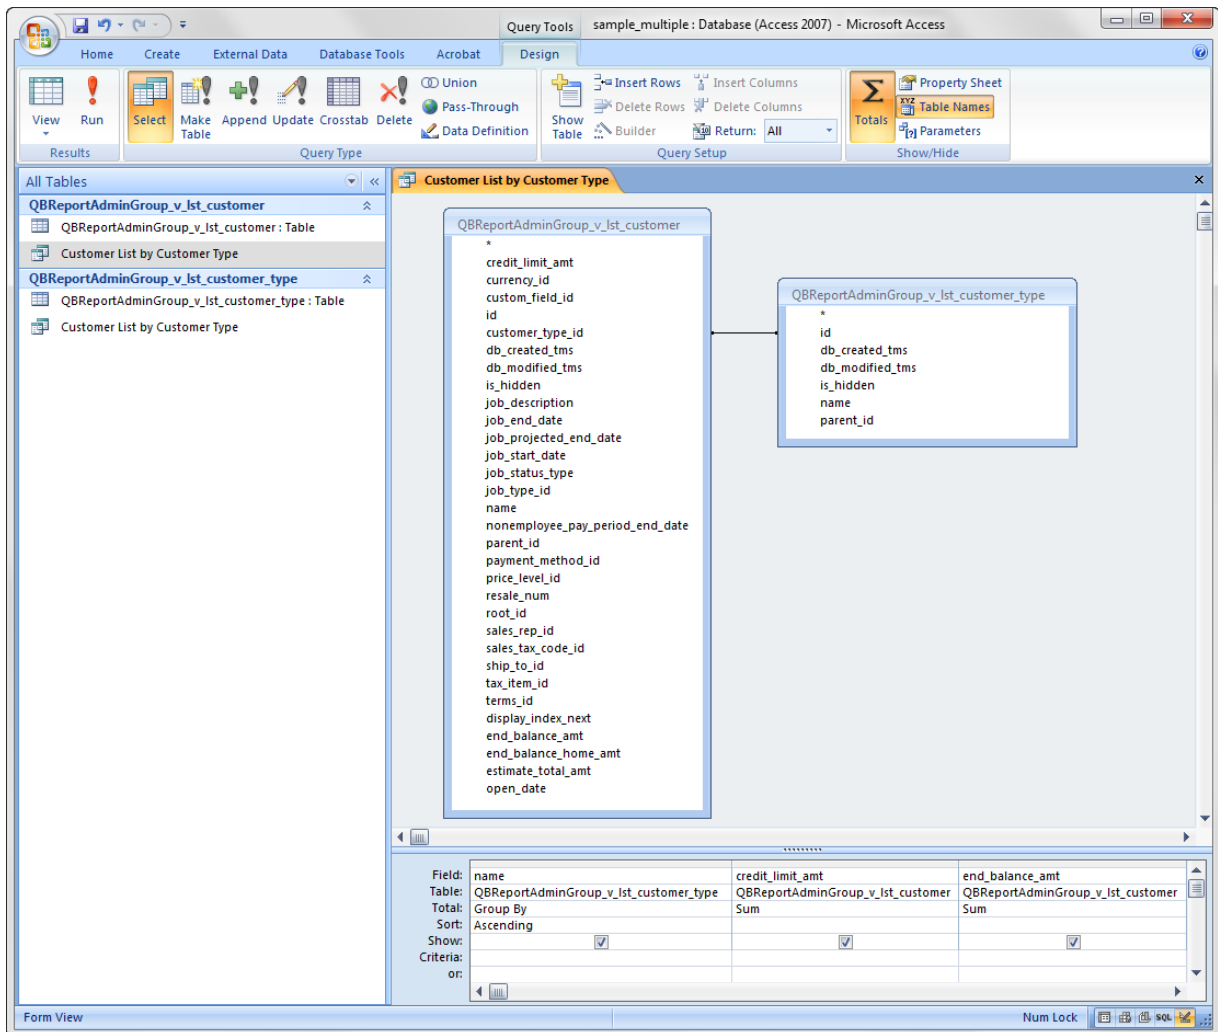 Query Tools sample_multiple : Database (Access 2007) - Microsoft Access
Home Create External Data Database Tools Acrobat Design
View Run Select Make Table Append Update Crosstab Delete
Union
Pass-Through
Data Definition
Show Table
Insert Rows Insert Columns
Delete Rows Delete Columns
Builder Return: All
Totals
Property Sheet
XYZ Table Names
Parameters
Results Query Type Query Setup Show/Hide
All Tables
QBReportAdminGroup_v_lst_customer
QBReportAdminGroup_v_lst_customer : Table
Customer List by Customer Type
QBReportAdminGroup_v_lst_customer_type
QBReportAdminGroup_v_lst_customer_type : Table
Customer List by Customer Type
Customer List by Customer Type
QBReportAdminGroup_v_lst_customer
*
credit_limit_amt
currency_id
custom_field_id
id
customer_type_id
db_created_tms
db_modified_tms
is_hidden
job_description
job_end_date
job_projected_end_date
job_start_date
job_status_type
job_type_id
name
nonemployee_pay_period_end_date
parent_id
payment_method_id
price_level_id
resale_num
root_id
sales_rep_id
sales_tax_code_id
ship_to_id
tax_item_id
terms_id
display_index_next
end_balance_amt
end_balance_home_amt
estimate_total_amt
open_date
QBReportAdminGroup_v_lst_customer_type
*
id
db_created_tms
db_modified_tms
is_hidden
name
parent_id
Field: name credit_limit_amt end_balance_amt
Table: QBReportAdminGroup_v_lst_customer_type QBReportAdminGroup_v_lst_customer QBReportAdminGroup_v_lst_customer
Total: Group By Sum Sum
Sort: Ascending
Show:
Criteria:
or:
Form View Num Lock SQL